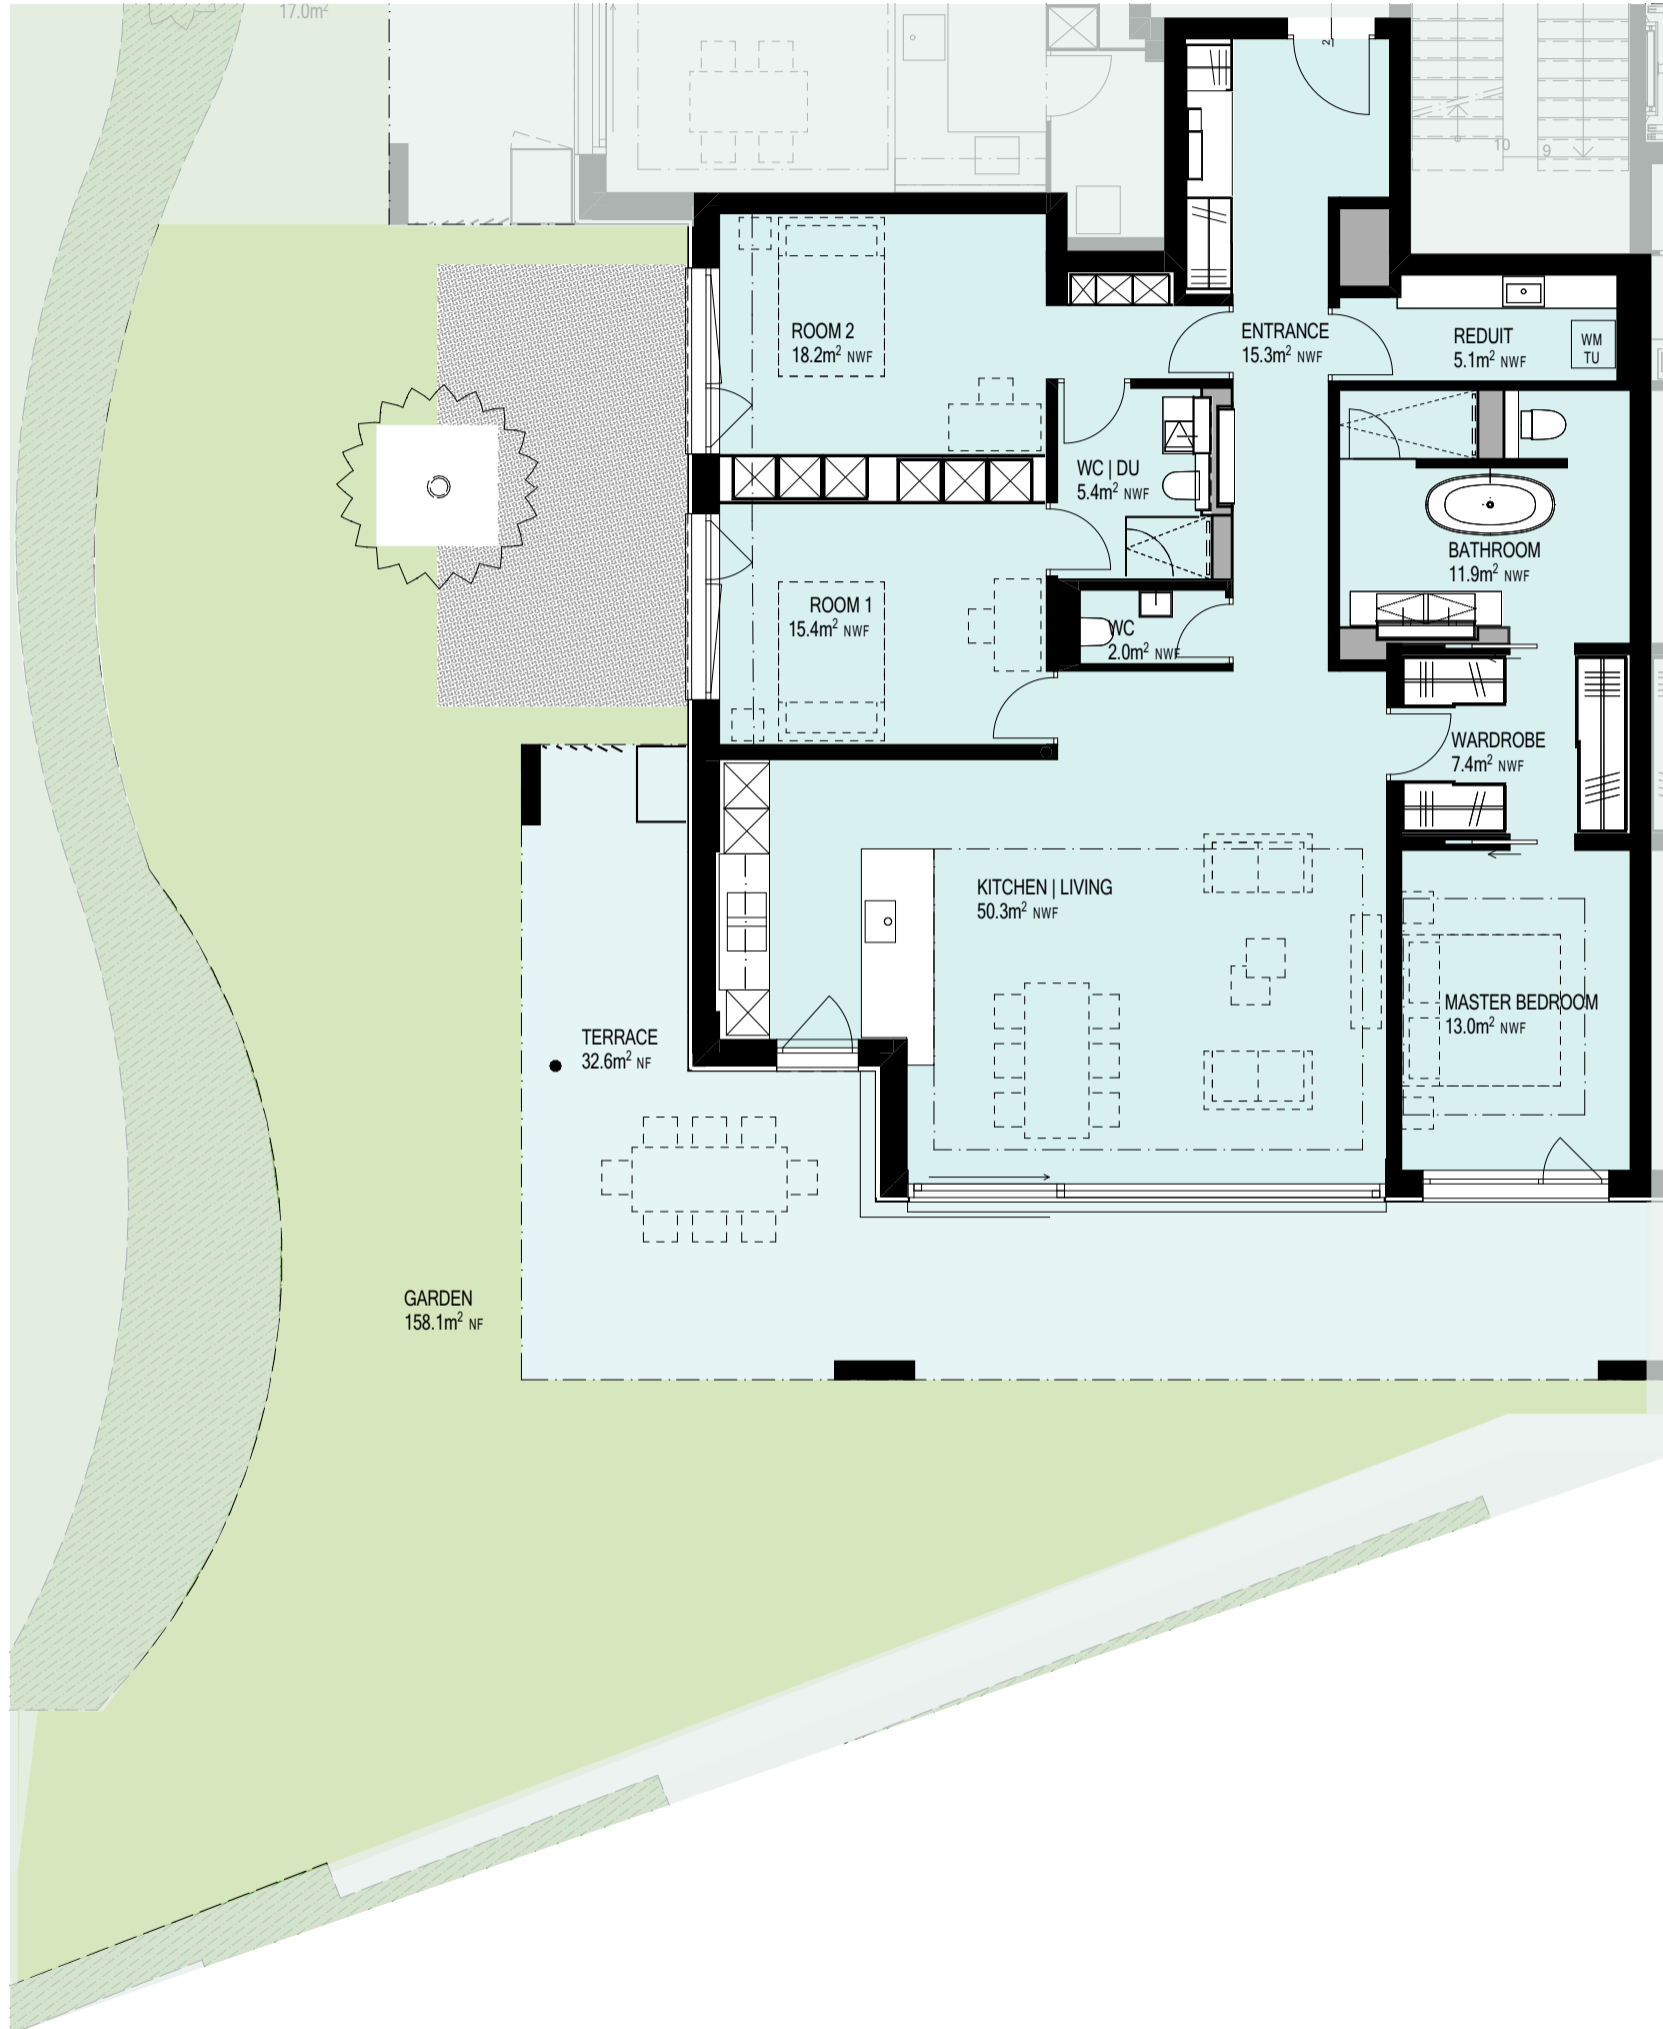 17.0m²
2
10
9
ROOM 2
18.2m² NWF
ENTRANCE
15.3m² NWF
REDUIT
5.1m² NWF
WM
TU
WC | DU
5.4m² NWF
BATHROOM
11.9m² NWF
ROOM 1
15.4m² NWF
WC
2.0m² NWF
WARDROBE
7.4m² NWF
KITCHEN | LIVING
50.3m² NWF
MASTER BEDROOM
13.0m² NWF
TERRACE
32.6m² NF
GARDEN
158.1m² NF